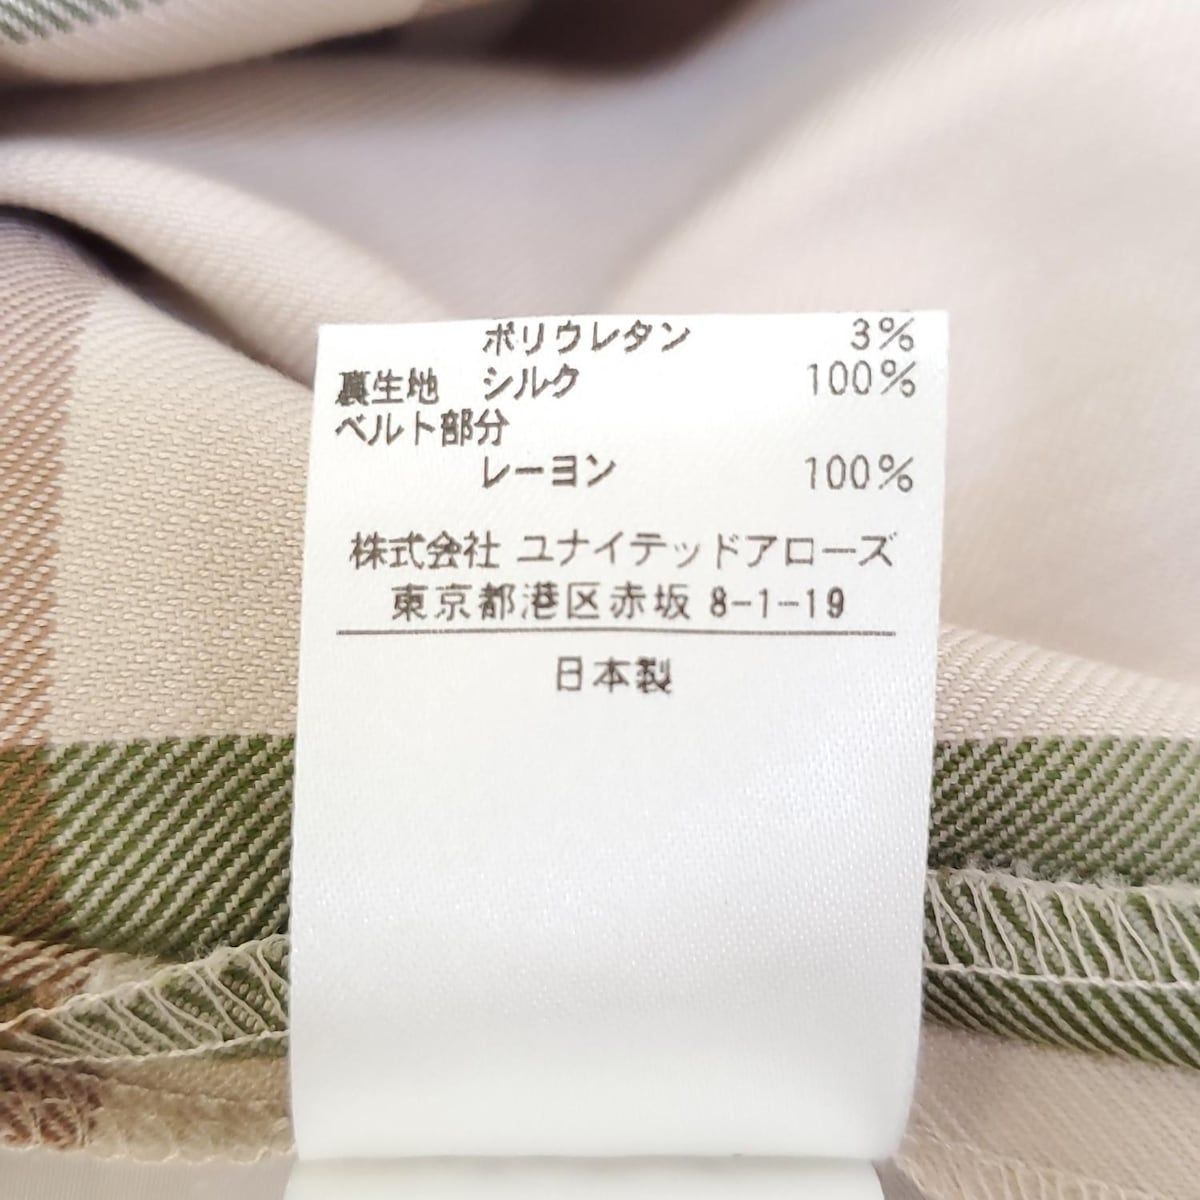 ポリウレタン 3%
裏生地 シルク 100%
ベルト部分
レーヨン 100%
株式会社 ユナイテッドアローズ
東京都港区赤坂 8-1-19
日本製